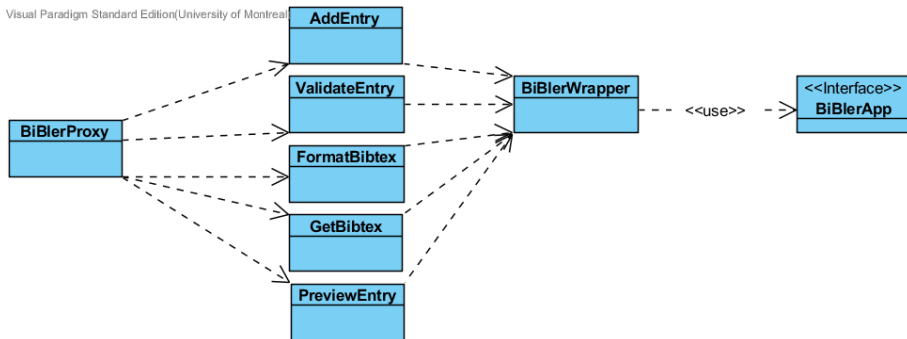 Visual Paradigm Standard Edition(University of Montreal
AddEntry
ValidateEntry
BiBlerWrapper
<<Interface>>
BiBlerApp
<<use>>
BiBlerProxy
FormatBibtex
GetBibtex
PreviewEntry